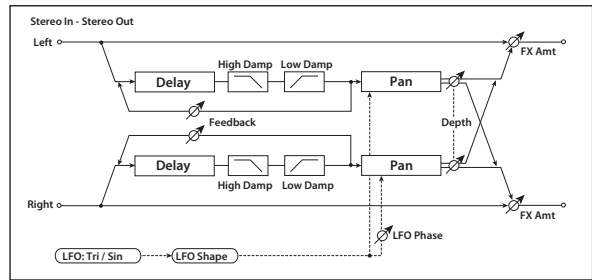 Stereo In - Stereo Out
Left
FX Amt
High Damp Low Damp
Delay
Pan
Feedback
Depth
Delay
Pan
High Damp Low Damp
Right
FX Amt
LFO Phase
LFO: Tri / Sin
LFO Shape